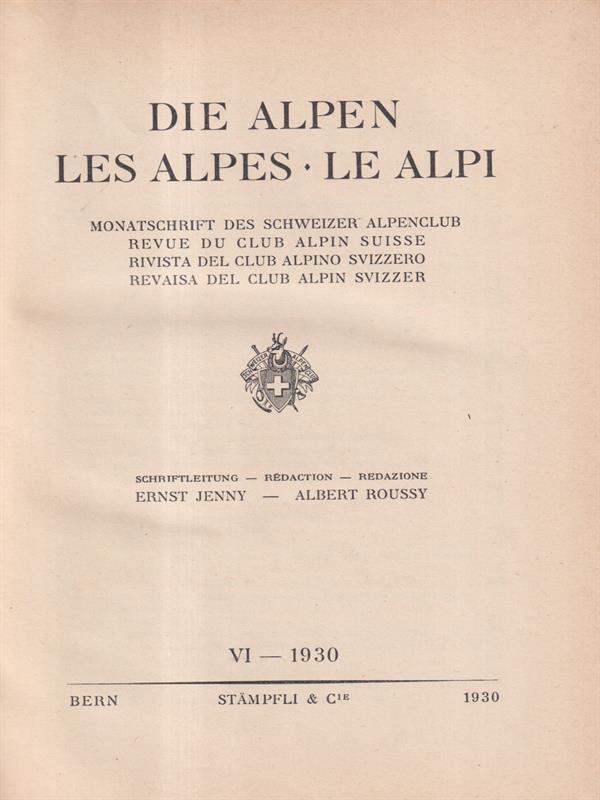 DIE ALPEN
LES ALPES · LE ALPI
MONATSCHRIFT DES SCHWEIZER ALPENCLUB
REVUE DU CLUB ALPIN SUISSE
RIVISTA DEL CLUB ALPINO SVIZZERO
REVAISA DEL CLUB ALPIN SVIZZER
SCHWEIZER ALPENCLUB
SCHRIFTLEITUNG — RÉDACTION — REDAZIONE
ERNST JENNY — ALBERT ROUSSY
VI — 1930
BERN STÄMPFLI & CIE 1930